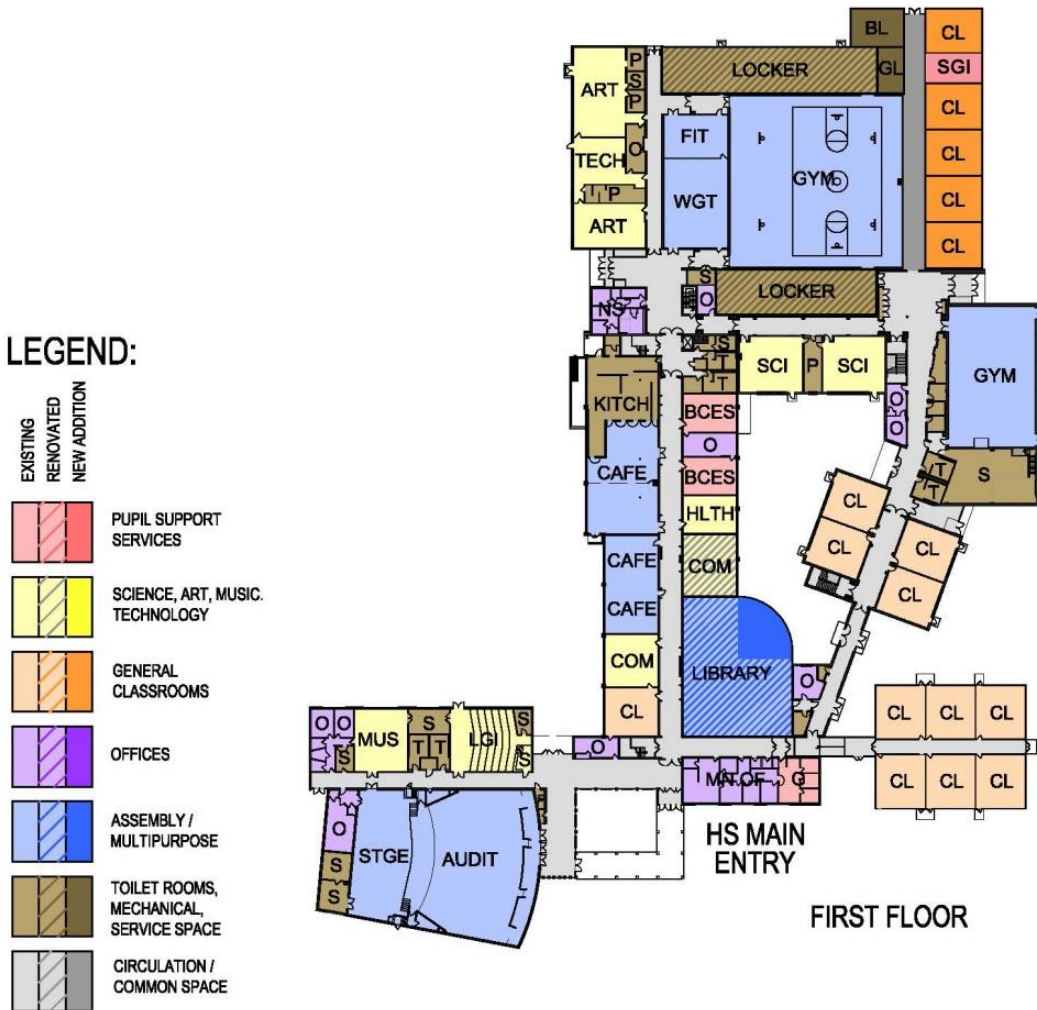 BL
CL
GL
SGI
LOCKER
P
S
P
ART
CL
FIT
O
TECH
CL
GYM
WGT
CL
P
ART
CL
S
O
LOCKER
NS
LEGEND:
EXISTING
RENOVATED
NEW ADDITION
S
T
T
SCI
P
SCI
GYM
KITCH
BCES
O
O
O
CAFE
BCES
T
T
S
HLTH
CL
CL
CL
CL
PUPIL SUPPORT
SERVICES
CAFE
COM
CAFE
SCIENCE, ART, MUSIC.
TECHNOLOGY
COM
LIBRARY
O
GENERAL
CLASSROOMS
CL
CL
CL
CL
O
O
MUS
S
LGI
S
T
T
S
S
O
OFFICES
MN OF
G
CL
CL
CL
ASSEMBLY /
MULTIPURPOSE
O
STGE
AUDIT
HS MAIN
ENTRY
S
S
TOILET ROOMS,
MECHANICAL,
SERVICE SPACE
FIRST FLOOR
CIRCULATION /
COMMON SPACE